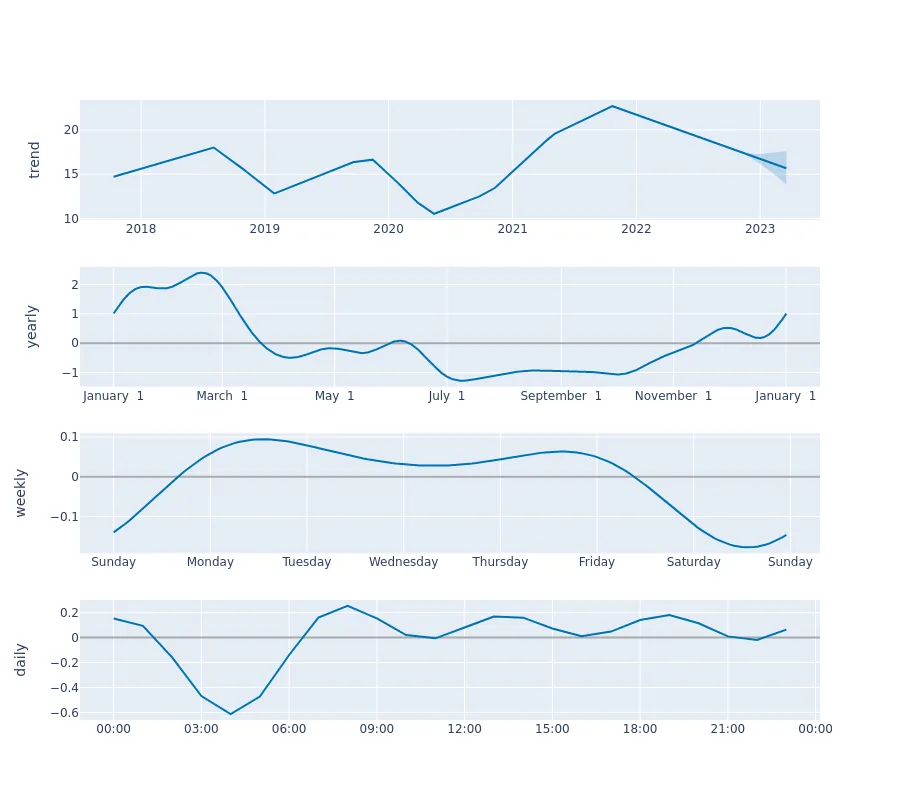 trend
20
15
10
2018 2019 2020 2021 2022 2023
yearly
2
1
0
−1
January 1 March 1 May 1 July 1 September 1 November 1 January 1
weekly
0.1
0
−0.1
Sunday Monday Tuesday Wednesday Thursday Friday Saturday Sunday
daily
0.2
0
−0.2
−0.4
−0.6
00:00 03:00 06:00 09:00 12:00 15:00 18:00 21:00 00:00